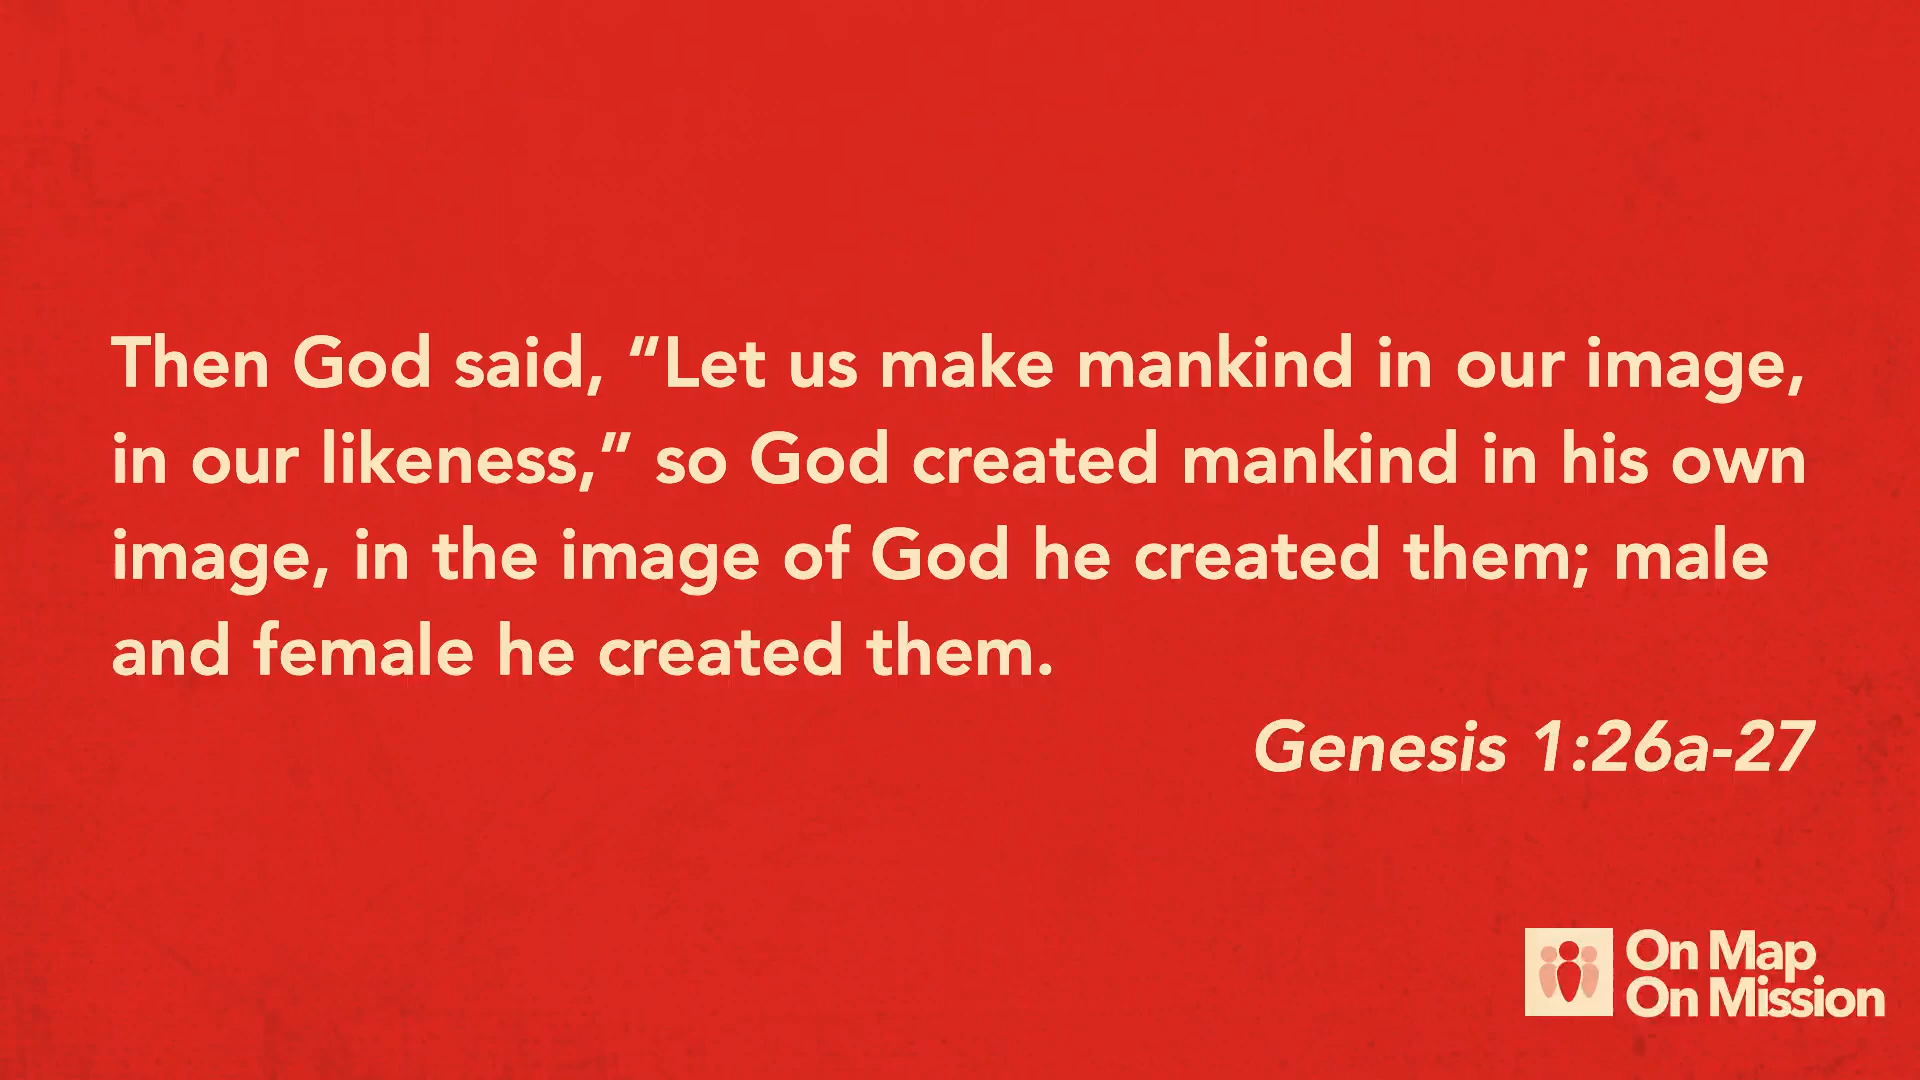 Then God said, “Let us make mankind in our image,
in our likeness,” so God created mankind in his own
image, in the image of God he created them; male
and female he created them.
Genesis 1:26a-27
On Map
On Mission